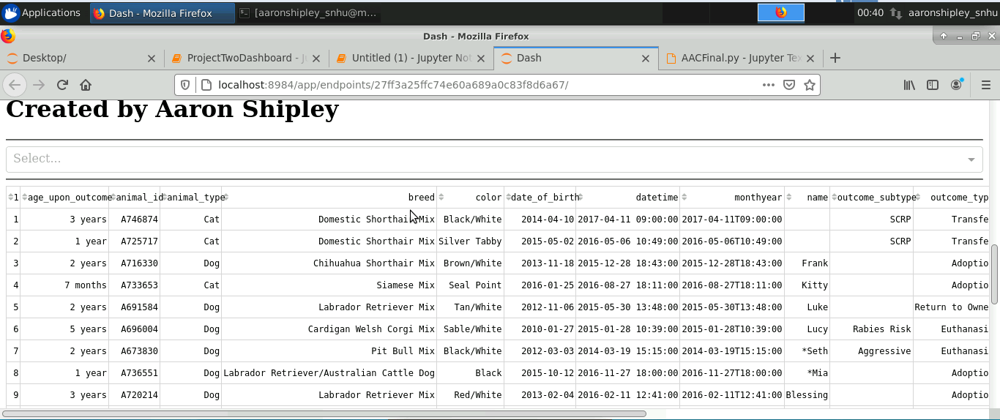 Applications Dash - Mozilla Firefox [aaronshipley_snhu@m... 00:40 aaronshipley_snhu
Dash - Mozilla Firefox
Desktop/ ProjectTwoDashboard - Ju Untitled (1) - Jupyter Not Dash AACFinal.py - Jupyter Tex
localhost:8984/app/endpoints/27ff3a25ffc74e60a689a0c83f8d6a67/
Created by Aaron Shipley
Select...
1 age_upon_outcome animal_id animal_type breed color date_of_birth datetime monthyear name outcome_subtype outcome_typ
1 3 years A746874 Cat Domestic Shorthair Mix Black/White 2014-04-10 2017-04-11 09:00:00 2017-04-11T09:00:00 SCRP Transfe
2 1 year A725717 Cat Domestic Shorthair Mix Silver Tabby 2015-05-02 2016-05-06 10:49:00 2016-05-06T10:49:00 SCRP Transfe
3 2 years A716330 Dog Chihuahua Shorthair Mix Brown/White 2013-11-18 2015-12-28 18:43:00 2015-12-28T18:43:00 Frank Adoptio
4 7 months A733653 Cat Siamese Mix Seal Point 2016-01-25 2016-08-27 18:11:00 2016-08-27T18:11:00 Kitty Adoptio
5 2 years A691584 Dog Labrador Retriever Mix Tan/White 2012-11-06 2015-05-30 13:48:00 2015-05-30T13:48:00 Luke Return to Owne
6 5 years A696004 Dog Cardigan Welsh Corgi Mix Sable/White 2010-01-27 2015-01-28 10:39:00 2015-01-28T10:39:00 Lucy Rabies Risk Euthanasi
7 2 years A673830 Dog Pit Bull Mix Black/White 2012-03-03 2014-03-19 15:15:00 2014-03-19T15:15:00 *Seth Aggressive Euthanasi
8 1 year A736551 Dog Labrador Retriever/Australian Cattle Dog Black 2015-10-12 2016-11-27 18:00:00 2016-11-27T18:00:00 *Mia Adoptio
9 3 years A720214 Dog Labrador Retriever Mix Red/White 2013-02-04 2016-02-11 12:41:00 2016-02-11T12:41:00 Blessing Adoptio